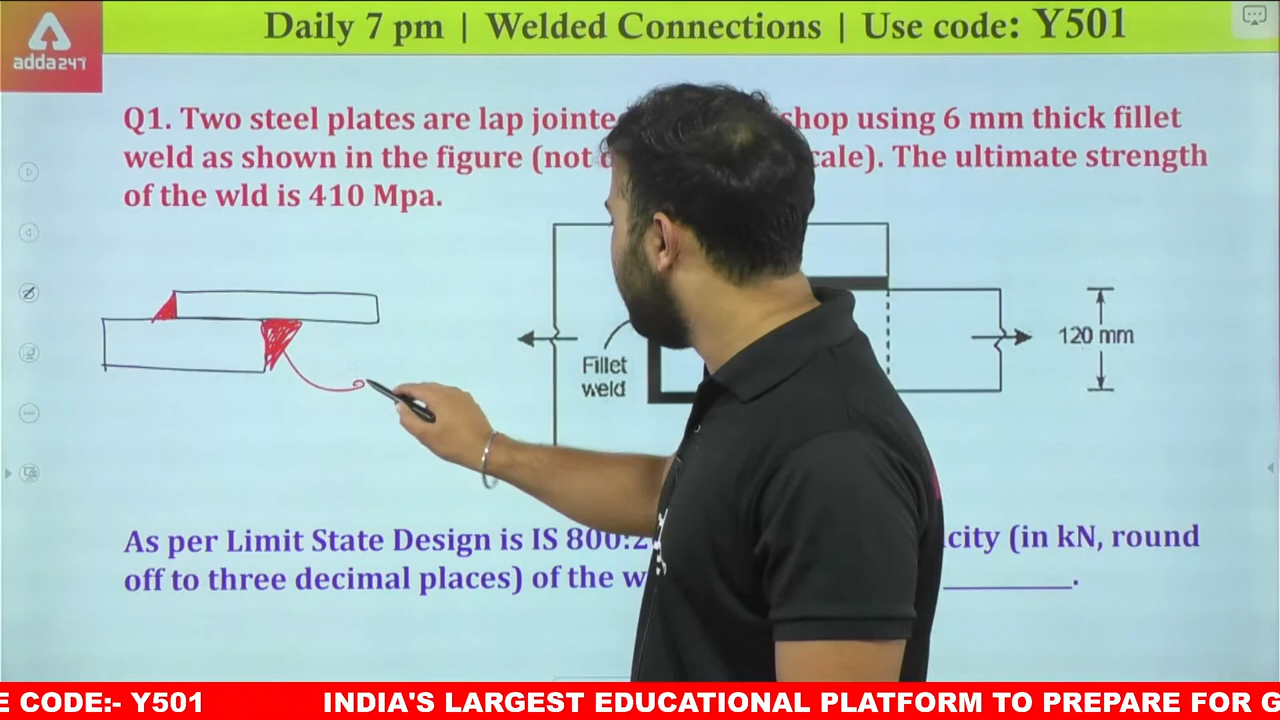 Daily 7 pm | Welded Connections | Use code: Y501
adda247
Q1. Two steel plates are lap jointe shop using 6 mm thick fillet
weld as shown in the figure (not cale). The ultimate strength
of the wld is 410 Mpa.
120 mm
Fillet
weld
As per Limit State Design is IS 800:2 city (in kN, round
off to three decimal places) of the w ____________.
E CODE:- Y501 INDIA'S LARGEST EDUCATIONAL PLATFORM TO PREPARE FOR G